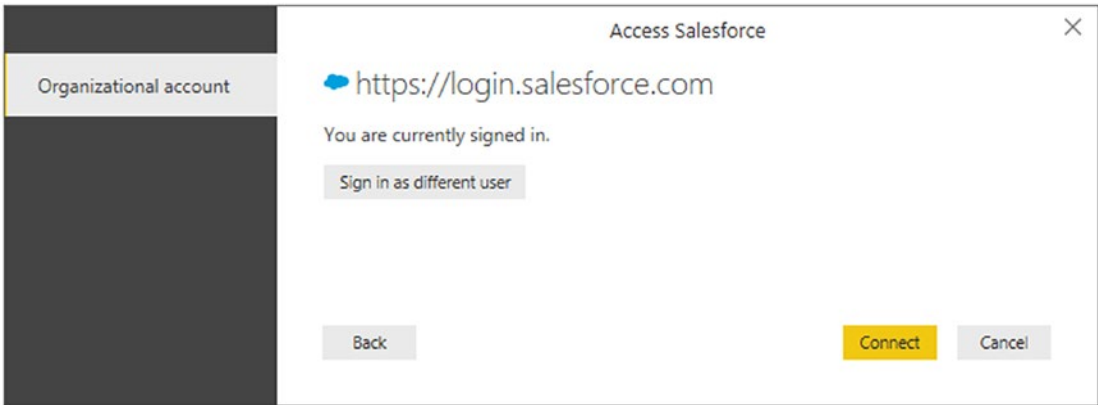 Access Salesforce
Organizational account
https://login.salesforce.com
You are currently signed in.
Sign in as different user
Back
Connect
Cancel